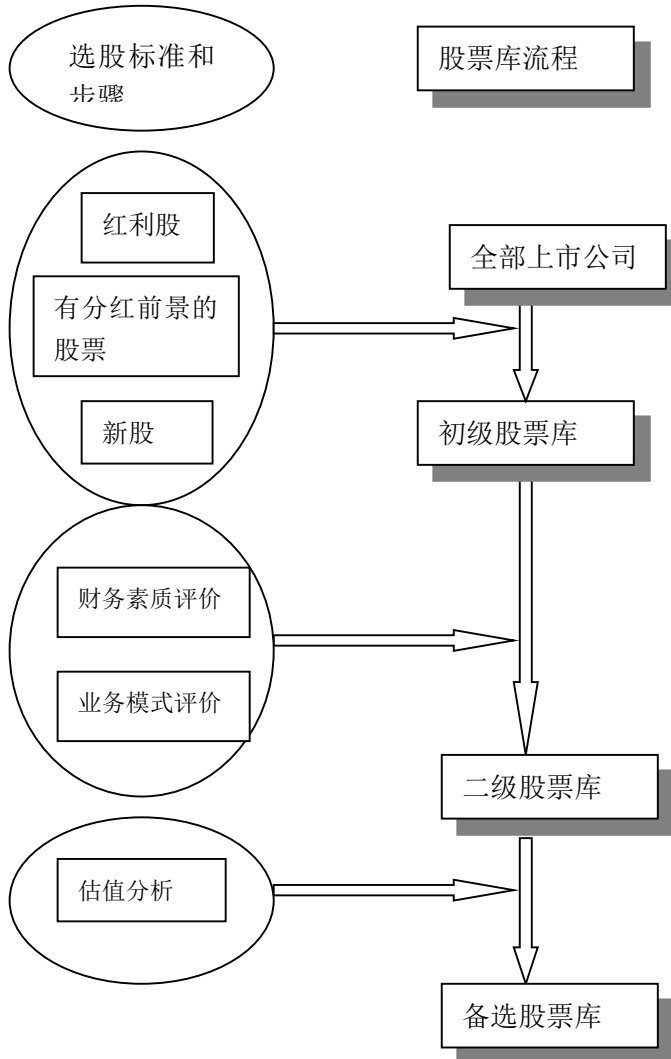 选股标准和
步骤
股票库流程
红利股
有分红前景的
股票
新股
全部上市公司
初级股票库
财务素质评价
业务模式评价
二级股票库
估值分析
备选股票库